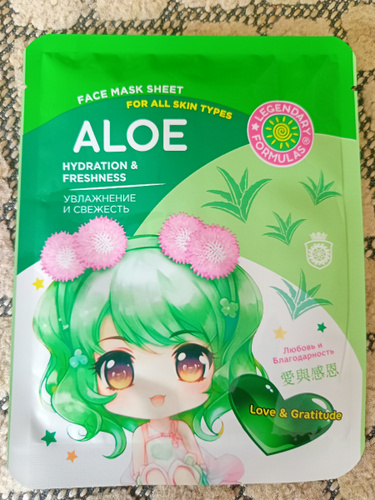 FACE MASK SHEET
FOR ALL SKIN TYPES
ALOE
HYDRATION &
FRESHNESS
УВЛАЖНЕНИЕ
И СВЕЖЕСТЬ
LEGENDARY
FORMULAS
Любовь и
Благодарность
愛與感恩
Love & Gratitude